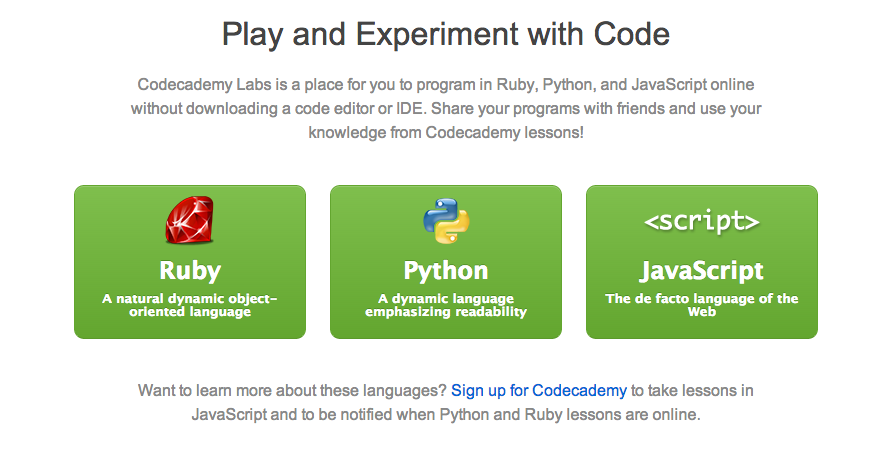 Play and Experiment with Code
Codecademy Labs is a place for you to program in Ruby, Python, and JavaScript online
without downloading a code editor or IDE. Share your programs with friends and use your
knowledge from Codecademy lessons!
Ruby
A natural dynamic object-
oriented language
Python
A dynamic language
emphasizing readability
<script>
JavaScript
The de facto language of the
Web
Want to learn more about these languages? Sign up for Codecademy to take lessons in
JavaScript and to be notified when Python and Ruby lessons are online.